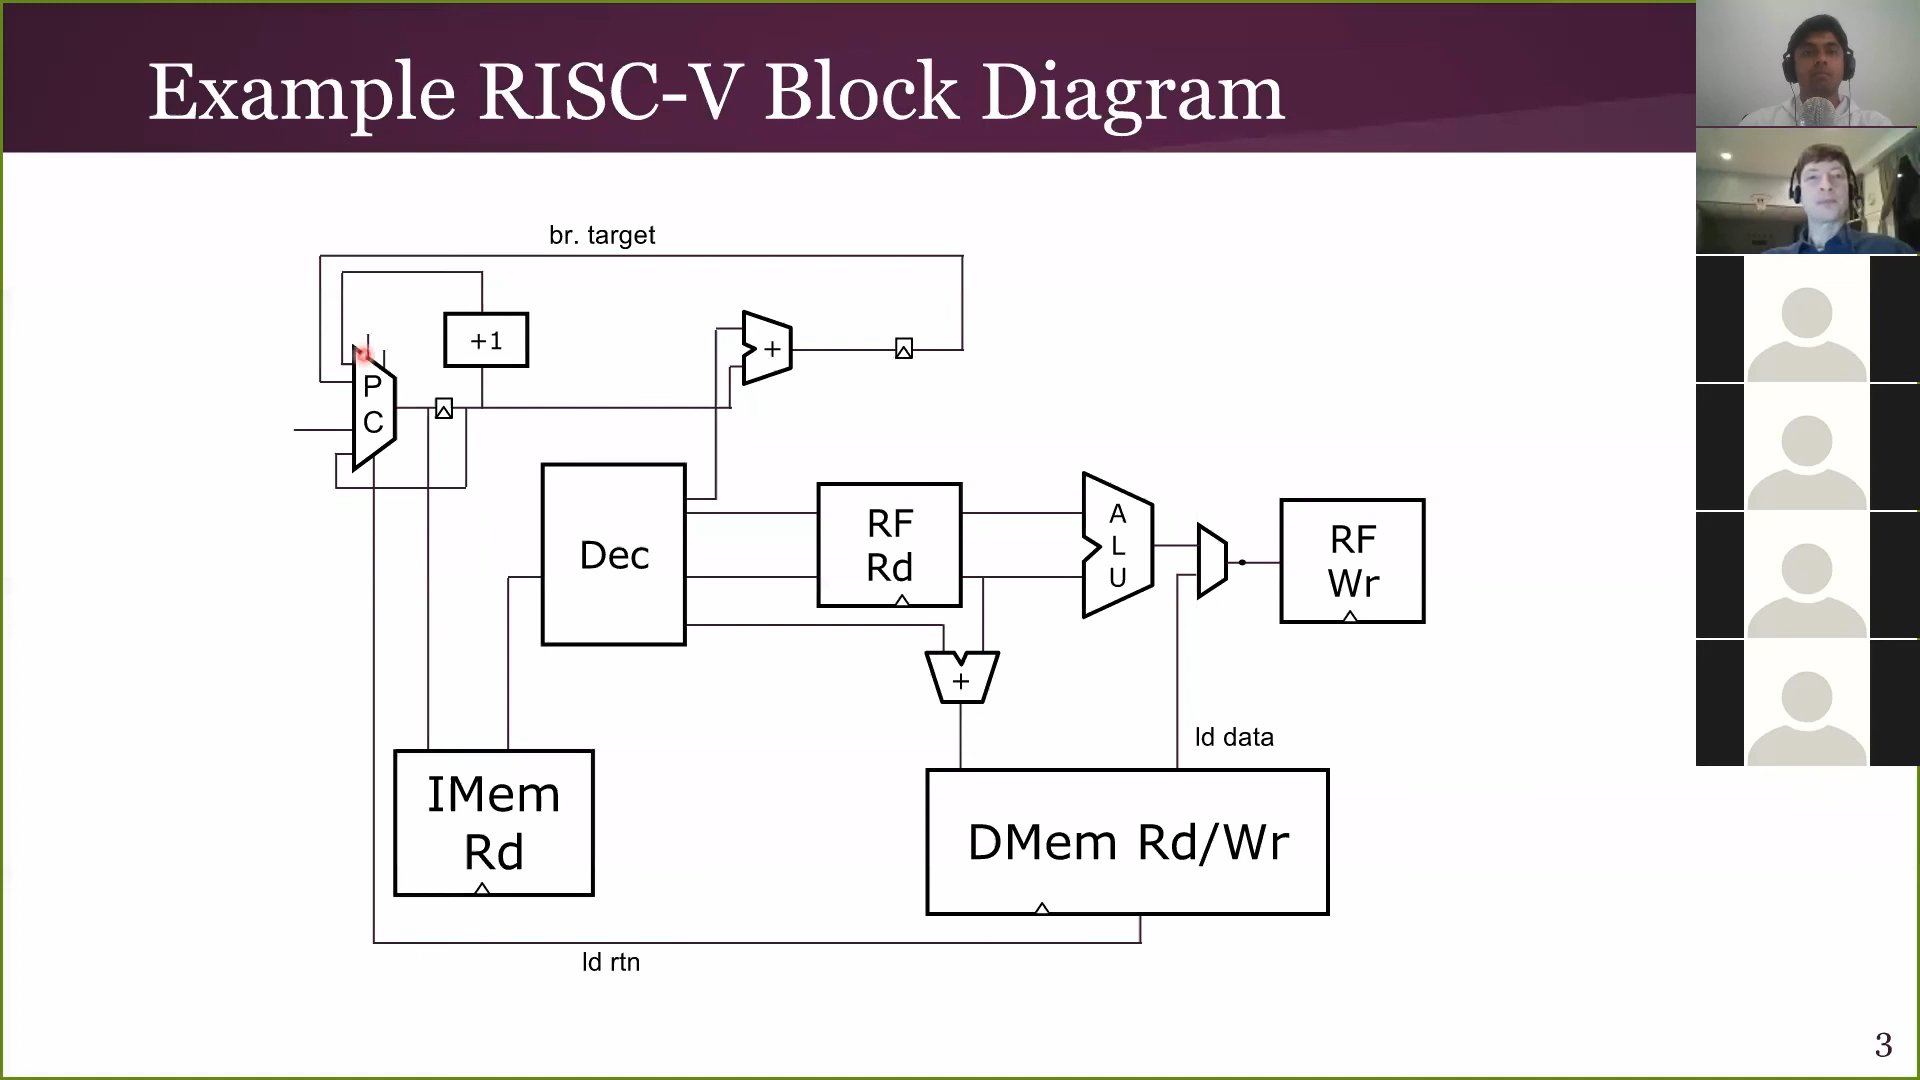 Example RISC-V Block Diagram
br. target
+1
+
P
C
Dec
RF
Rd
A
L
U
RF
Wr
+
ld data
IMem
Rd
DMem Rd/Wr
ld rtn
3